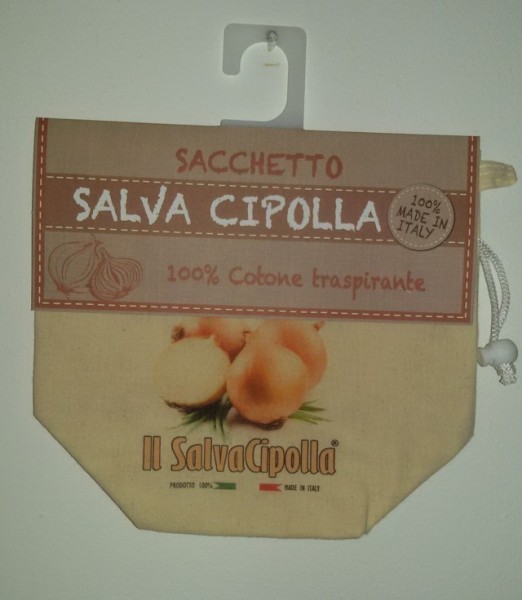 SACCHETTO
SALVA CIPOLLA
100%
MADE IN
ITALY
100% Cotone traspirante
Il SalvaCipolla®
PRODOTTO 100% MADE IN ITALY